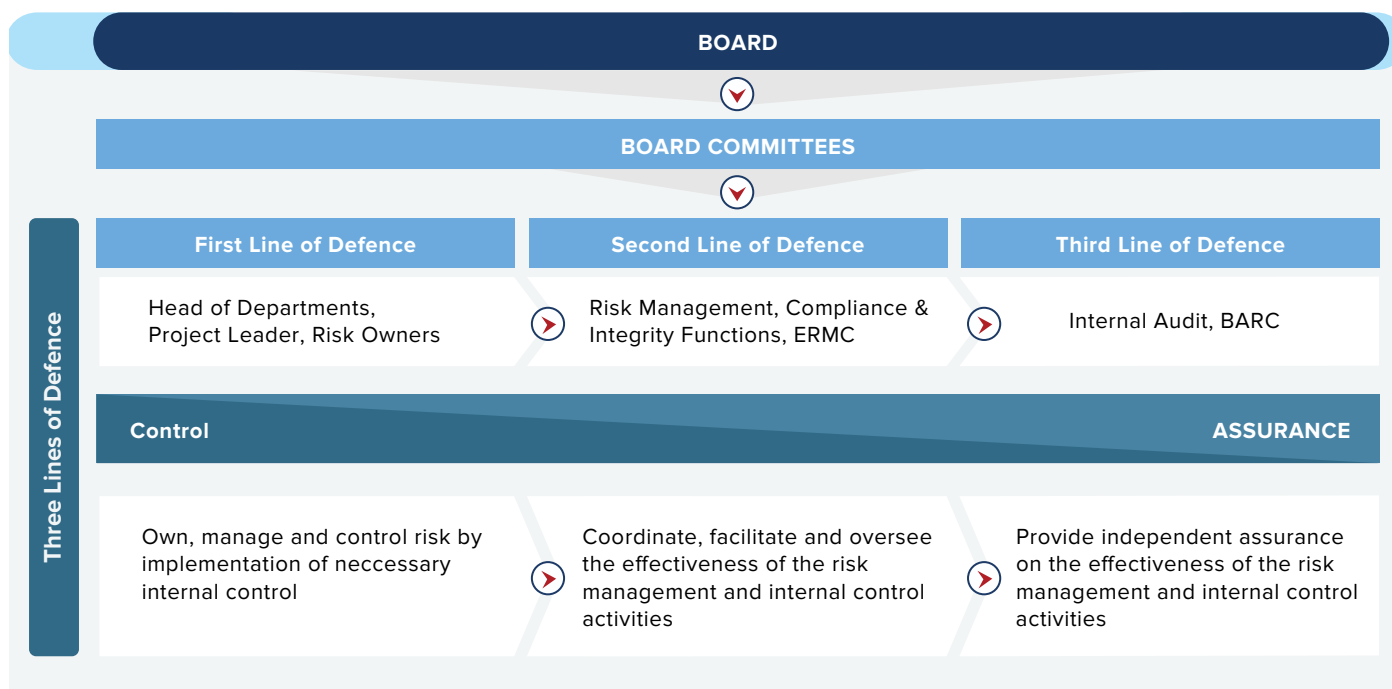 BOARD
BOARD COMMITTEES
Three Lines of Defence
First Line of Defence
Second Line of Defence
Third Line of Defence
Head of Departments,
Project Leader, Risk Owners
Risk Management, Compliance &
Integrity Functions, ERMC
Internal Audit, BARC
Control
ASSURANCE
Own, manage and control risk by
implementation of neccessary
internal control
Coordinate, facilitate and oversee
the effectiveness of the risk
management and internal control
activities
Provide independent assurance
on the effectiveness of the risk
management and internal control
activities